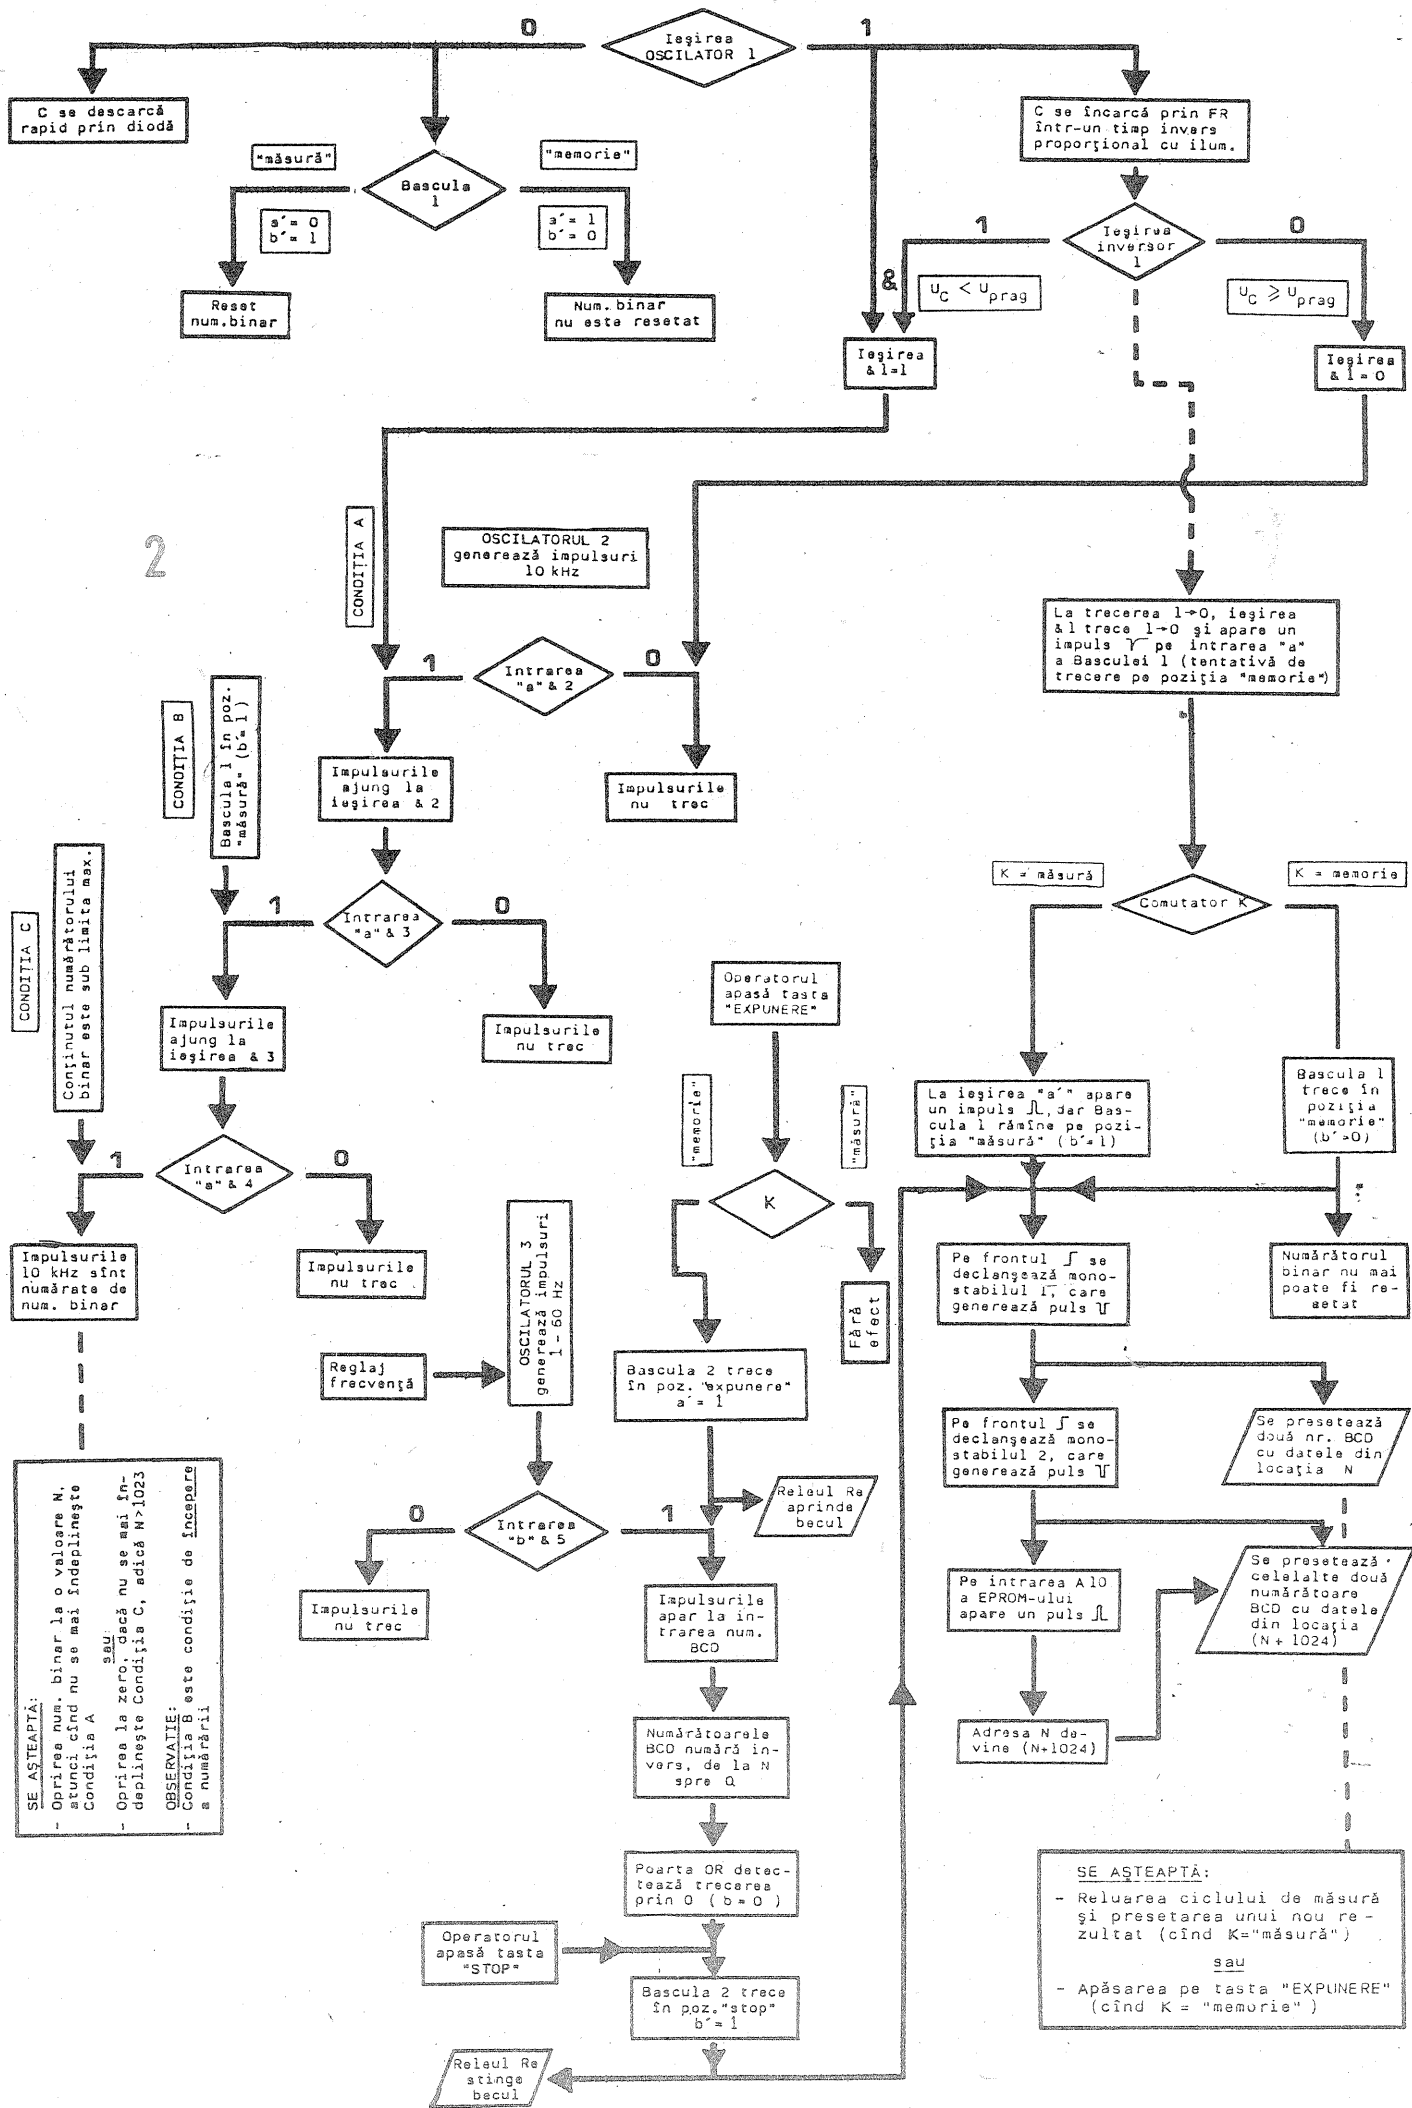 0
Ieşirea
OSCILATOR 1
1
C se descarcă
rapid prin diodă
"măsură"
Bascula
1
"memorie"
a´= 0
b´= 1
a´= 1
b´= 0
Reset
num.binar
Num. binar
nu este resetat
C se încarcă prin FR
într-un timp invers
proporţional cu ilum.
1
Ieşirea
inversor
1
0
&
U_C < U_prag
U_C ⩾ U_prag
Ieşirea
& 1=1
Ieşirea
& 1 = 0
2
CONDIŢIA A
OSCILATORUL 2
generează impulsuri
10 kHz
La trecerea 1→0, ieşirea
& 1 trece 1→0 şi apare un
impuls pe intrarea "a"
a Basculei 1 (tentativă de
trecere pe poziţia "memorie")
1
Intrarea
"a" & 2
0
CONDIŢIA B
Bascula 1 în poz.
"măsură" (b´= 1)
Impulsurile
ajung la
ieşirea & 2
Impulsurile
nu trec
K = măsură
Comutator K
K = memorie
CONDIŢIA C
Conţinutul numărătorului
binar este sub limita max.
1
Intrarea
"a" & 3
0
Impulsurile
ajung la
ieşirea & 3
Impulsurile
nu trec
Operatorul
apasă tasta
"EXPUNERE"
La ieşirea "a´" apare
un impuls ⎍, dar Bas-
cula 1 rămîne pe pozi-
ţia "măsură" (b´=1)
Bascula 1
trece în
poziţia
"memorie"
(b´=0)
1
Intrarea
"a" & 4
0
"memorie"
K
"măsură"
Impulsurile
10 kHz sînt
numărate de
num. binar
Impulsurile
nu trec
OSCILATORUL 3
generează impulsuri
1 - 60 Hz
Fără
efect
Pe frontul ʃ se
declanşează mono-
stabilul 1, care
generează puls
Numărătorul
binar nu mai
poate fi re-
setat
Reglaj
frecvenţă
Bascula 2 trece
în poz. "expunere"
a´= 1
Pe frontul ʃ se
declanşează mono-
stabilul 2, care
generează puls
Se presetează
două nr. BCD
cu datele din
locaţia N
SE AŞTEAPTĂ:
- Oprirea num. binar la o valoare N,
atunci cînd nu se mai îndeplineşte
Condiţia A
sau
- Oprirea la zero, dacă nu se mai în-
deplineşte Condiţia C, adică N>1023
OBSERVAŢIE:
- Condiţia B este condiţie de începere
a numărării
Releul Re
aprinde
becul
0
Intrarea
"b" & 5
1
Impulsurile
nu trec
Impulsurile
apar la in-
trarea num.
BCD
Pe intrarea A 10
a EPROM-ului
apare un puls ⎍
Se presetează
celelalte două
numărătoare
BCD cu datele
din locaţia
(N + 1024)
Numărătoarele
BCD numără in-
vers, de la N
spre 0
Adresa N de-
vine (N+1024)
Poarta OR detec-
tează trecerea
prin 0 ( b = 0 )
Operatorul
apasă tasta
"STOP"
Bascula 2 trece
în poz."stop"
b´= 1
Releul Re
stinge
becul
SE AŞTEAPTĂ:
- Reluarea ciclului de măsură
şi presetarea unui nou re-
zultat (cînd K="măsură")
sau
- Apăsarea pe tasta "EXPUNERE"
(cînd K = "memorie" )